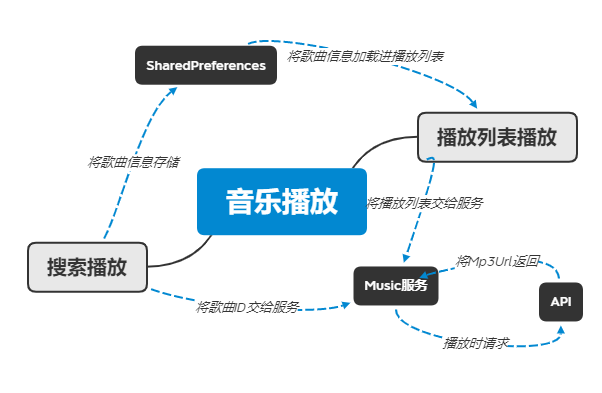 将歌曲信息加载进播放列表
SharedPreferences
播放列表播放
将歌曲信息存储
音乐播放
将播放列表交给服务
搜索播放
将Mp3Url返回
Music服务
API
将歌曲ID交给服务
播放时请求